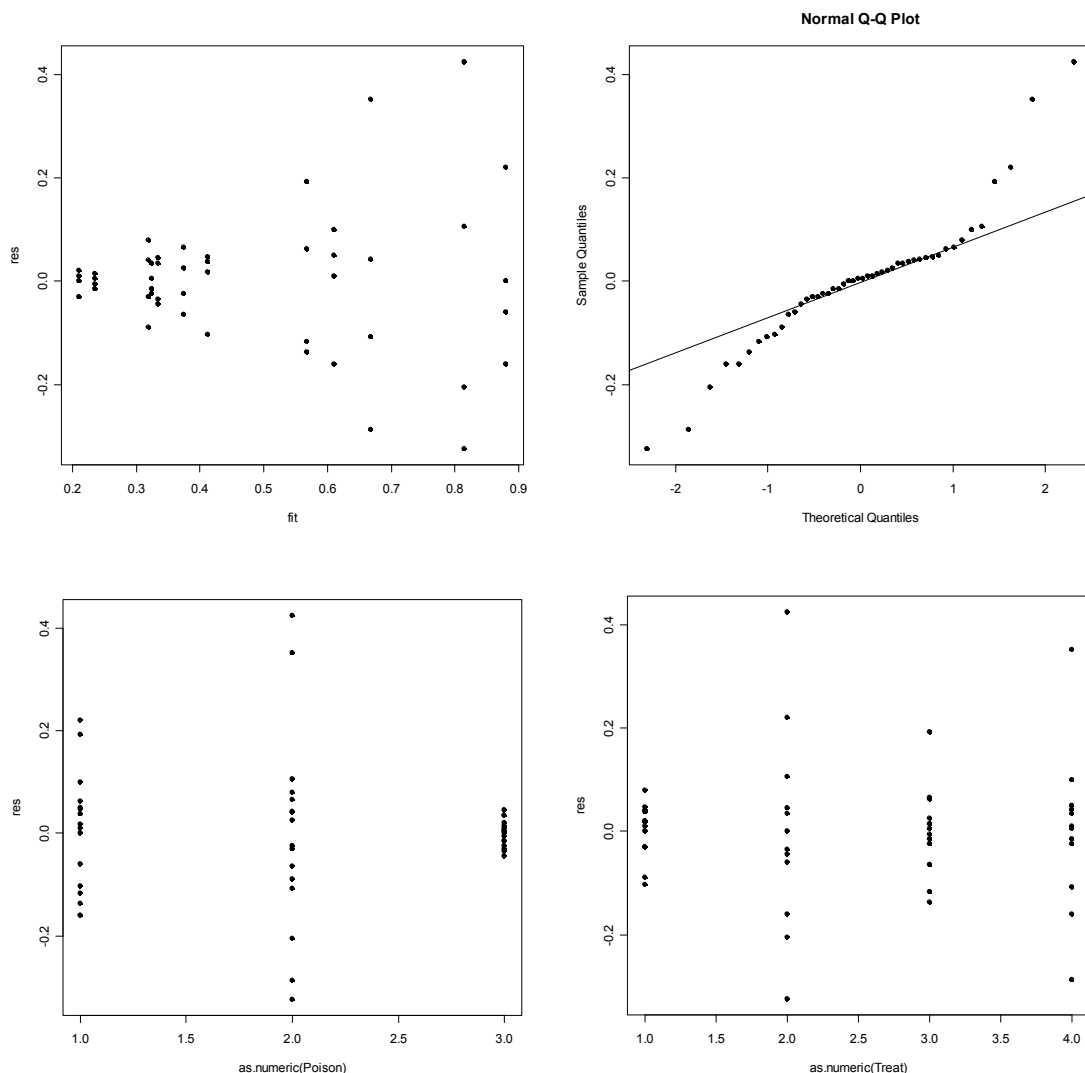 res
0.4
0.2
0.0
-0.2
0.2 0.3 0.4 0.5 0.6 0.7 0.8 0.9
fit
Normal Q-Q Plot
Sample Quantiles
0.4
0.2
0.0
-0.2
-2 -1 0 1 2
Theoretical Quantiles
res
0.4
0.2
0.0
-0.2
1.0 1.5 2.0 2.5 3.0
as.numeric(Poison)
res
0.4
0.2
0.0
-0.2
1.0 1.5 2.0 2.5 3.0 3.5 4.0
as.numeric(Treat)